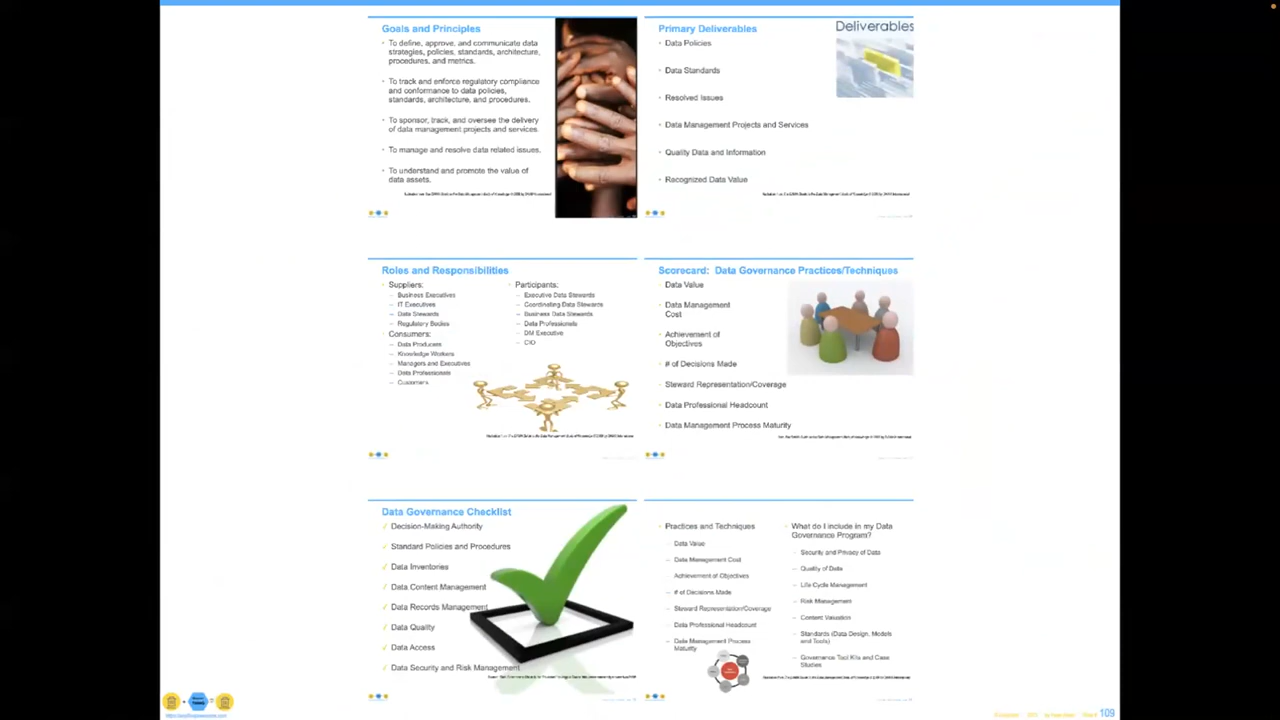 Goals and Principles
• To define, approve, and communicate data
strategies, policies, standards, architecture,
procedures, and metrics.
• To track and enforce regulatory compliance
and conformance to data policies,
standards, architecture, and procedures.
• To sponsor, track, and oversee the delivery
of data management projects and services.
• To manage and resolve data related issues.
• To understand and promote the value of
data assets.
Primary Deliverables
Deliverables
• Data Policies
• Data Standards
• Resolved Issues
• Data Management Projects and Services
• Quality Data and Information
• Recognized Data Value
Roles and Responsibilities
• Suppliers:
– Business Executives
– IT Executives
– Data Stewards
– Regulatory Bodies
• Consumers:
– Data Producers
– Knowledge Workers
– Managers and Executives
– Data Professionals
– Customers
• Participants:
– Executive Data Stewards
– Coordinating Data Stewards
– Business Data Stewards
– Data Professionals
– DM Executive
– CIO
Scorecard: Data Governance Practices/Techniques
• Data Value
• Data Management
Cost
• Achievement of
Objectives
• # of Decisions Made
• Steward Representation/Coverage
• Data Professional Headcount
• Data Management Process Maturity
Data Governance Checklist
✓ Decision-Making Authority
✓ Standard Policies and Procedures
✓ Data Inventories
✓ Data Content Management
✓ Data Records Management
✓ Data Quality
✓ Data Access
✓ Data Security and Risk Management
• Practices and Techniques
– Data Value
– Data Management Cost
– Achievement of Objectives
– # of Decisions Made
– Steward Representation/Coverage
– Data Professional Headcount
– Data Management Process
Maturity
• What do I include in my Data
Governance Program?
– Security and Privacy of Data
– Quality of Data
– Life Cycle Management
– Risk Management
– Content Valuation
– Standards (Data Design, Models
and Tools)
– Governance Tool Kits and Case
Studies
109